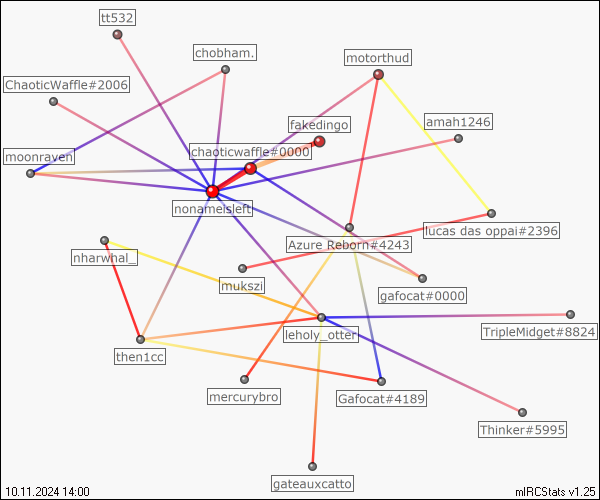 tt532
chobham.
motorthud
ChaoticWaffle#2006
fakedingo
amah1246
chaoticwaffle#0000
moonraven
nonameisleft
lucas das oppai#2396
Azure Reborn#4243
nharwhal_
mukszi
gafocat#0000
leholy_otter
TripleMidget#8824
then1cc
mercurybro
Gafocat#4189
Thinker#5995
gateauxcatto
10.11.2024 14:00
mIRCStats v1.25